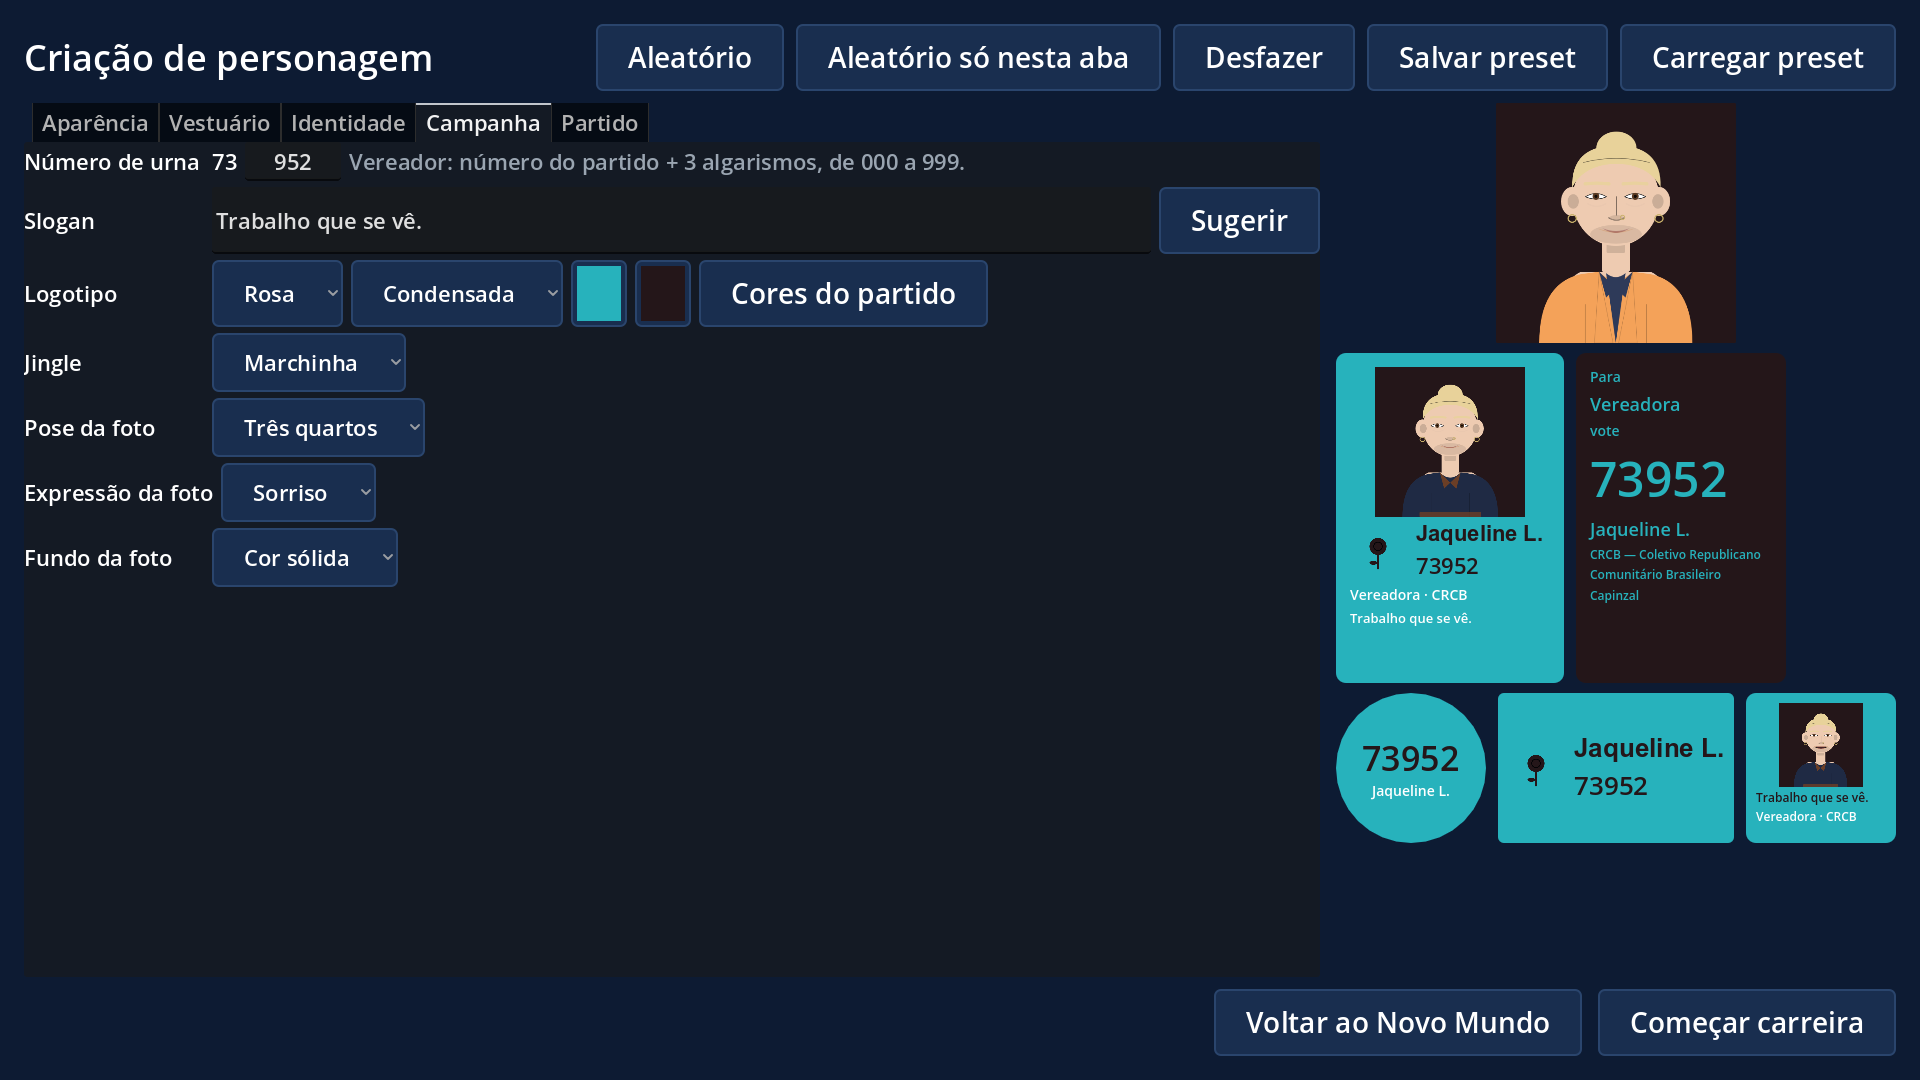 Criação de personagem
Aleatório
Aleatório só nesta aba
Desfazer
Salvar preset
Carregar preset
Aparência
Vestuário
Identidade
Campanha
Partido
Número de urna 73 952 Vereador: número do partido + 3 algarismos, de 000 a 999.
Slogan Trabalho que se vê. Sugerir
Logotipo Rosa Condensada Cores do partido
Jingle Marchinha
Pose da foto Três quartos
Expressão da foto Sorriso
Fundo da foto Cor sólida
Jaqueline L.
73952
Vereadora · CRCB
Trabalho que se vê.
Para
Vereadora
vote
73952
Jaqueline L.
CRCB — Coletivo Republicano
Comunitário Brasileiro
Capinzal
73952
Jaqueline L.
Jaqueline L.
73952
Trabalho que se vê.
Vereadora · CRCB
Voltar ao Novo Mundo
Começar carreira